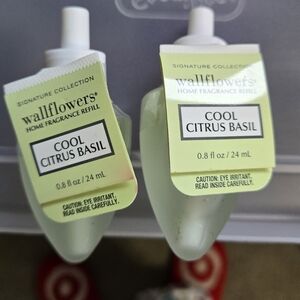 SIGNATURE COLLECTION
wallflowers®
HOME FRAGRANCE REFILL
COOL
CITRUS BASIL
0.8 fl oz / 24 mL
CAUTION: EYE IRRITANT.
READ INSIDE CAREFULLY.
SIGNATURE COLLECTION
wallflowers®
HOME FRAGRANCE REFILL
COOL
CITRUS BASIL
0.8 fl oz / 24 mL
CAUTION: EYE IRRITANT.
READ INSIDE CAREFULLY.